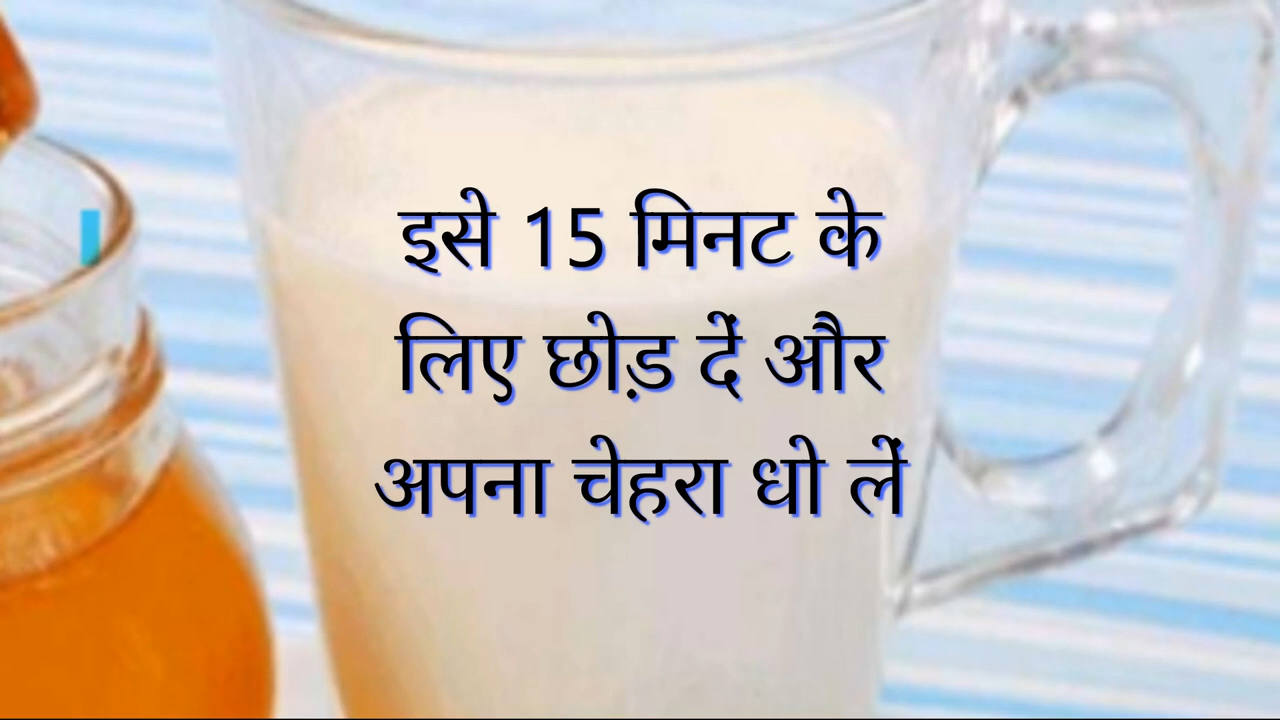 इसे 15 मिनट के
लिए छोड़ दें और
अपना चेहरा धो लें